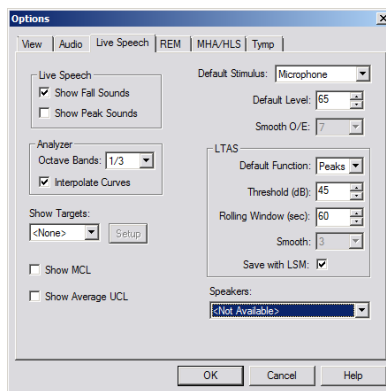 Options
View Audio Live Speech REM MHA/HLS Tymp
Live Speech
Show Fall Sounds
Show Peak Sounds
Analyzer
Octave Bands: 1/3
Interpolate Curves
Show Targets:
<None> Setup
Show MCL
Show Average UCL
Default Stimulus: Microphone
Default Level: 65
Smooth O/E: 7
LTAS
Default Function: Peaks
Threshold (dB): 45
Rolling Window (sec): 60
Smooth: 3
Save with LSM:
Speakers:
<Not Available>
OK Cancel Help